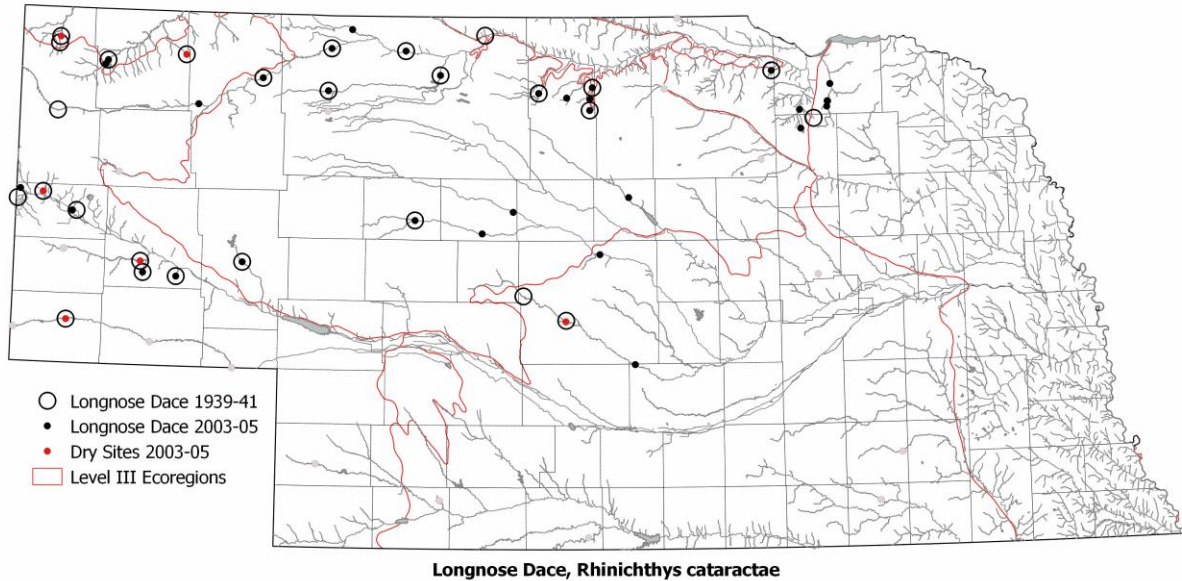 Longnose Dace 1939-41
Longnose Dace 2003-05
Dry Sites 2003-05
Level III Ecoregions
Longnose Dace, Rhinichthys cataractae